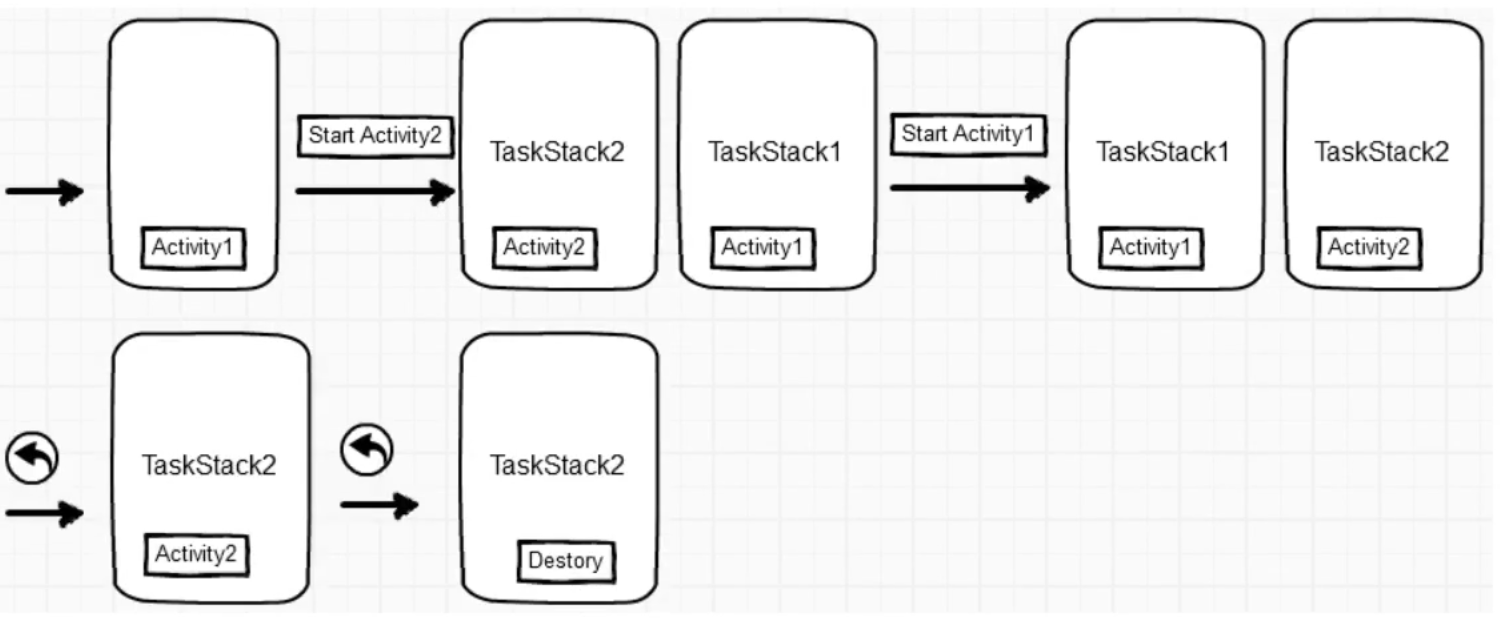 Activity1
Start Activity2
TaskStack2
Activity2
TaskStack1
Activity1
Start Activity1
TaskStack1
Activity1
TaskStack2
Activity2
TaskStack2
Activity2
TaskStack2
Destory